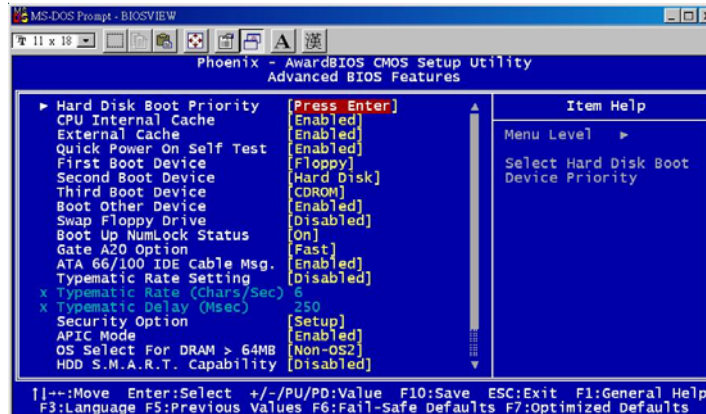 MS-DOS Prompt - BIOSVIEW
Tr 11 x 18 A 漢
Phoenix - AwardBIOS CMOS Setup Utility
Advanced BIOS Features
► Hard Disk Boot Priority [Press Enter]
CPU Internal Cache [Enabled]
External Cache [Enabled]
Quick Power On Self Test [Enabled]
First Boot Device [Floppy]
Second Boot Device [Hard Disk]
Third Boot Device [CDROM]
Boot Other Device [Enabled]
Swap Floppy Drive [Disabled]
Boot Up NumLock Status [On]
Gate A20 Option [Fast]
ATA 66/100 IDE Cable Msg. [Enabled]
Typematic Rate Setting [Disabled]
x Typematic Rate (Chars/Sec) 6
x Typematic Delay (Msec) 250
Security Option [Setup]
APIC Mode [Enabled]
OS Select For DRAM > 64MB [Non-OS2]
HDD S.M.A.R.T. Capability [Disabled]
Item Help
Menu Level ►
Select Hard Disk Boot
Device Priority
↑↓→←:Move Enter:Select +/-/PU/PD:Value F10:Save ESC:Exit F1:General Help
F3:Language F5:Previous Values F6:Fail-Safe Defaults F7:Optimized Defaults